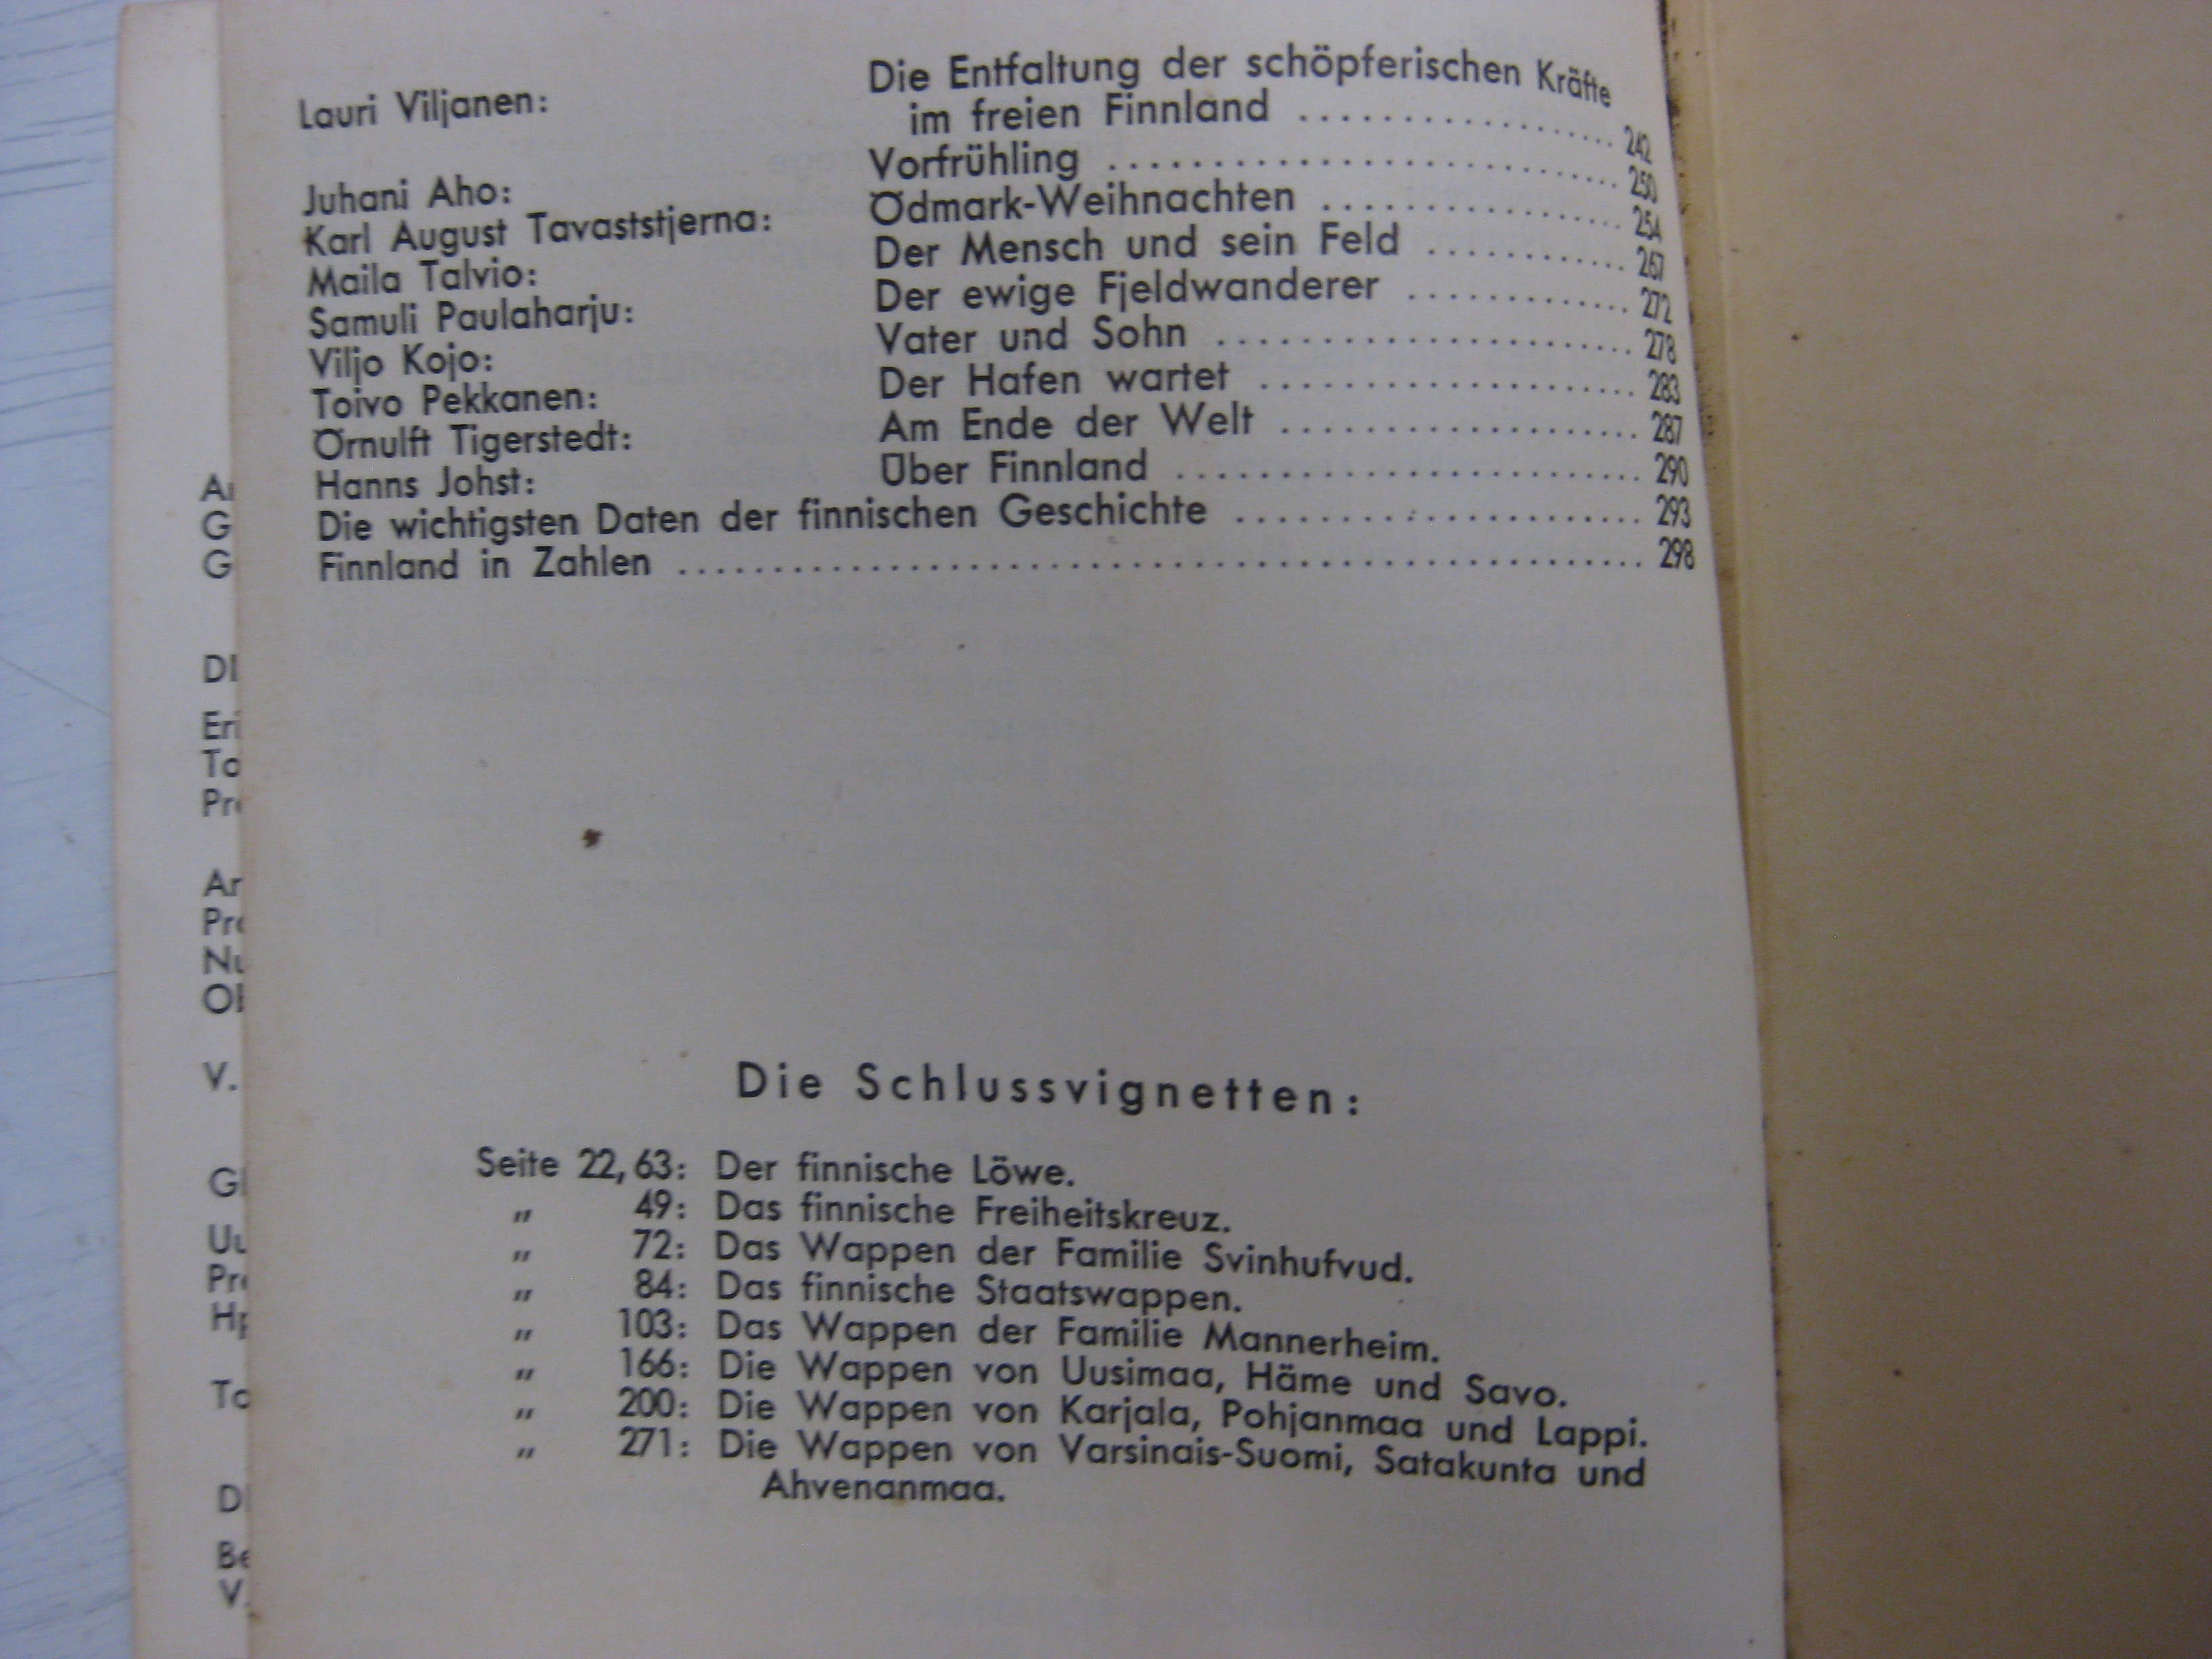 Lauri Viljanen: Die Entfaltung der schöpferischen Kräfte
im freien Finnland ........ 242
Juhani Aho: Vorfrühling ........ 250
Karl August Tavaststjerna: Ödmark-Weihnachten ........ 254
Maila Talvio: Der Mensch und sein Feld ........ 267
Samuli Paulaharju: Der ewige Fjeldwanderer ........ 272
Viljo Kojo: Vater und Sohn ........ 278
Toivo Pekkanen: Der Hafen wartet ........ 283
Örnulft Tigerstedt: Am Ende der Welt ........ 287
Hanns Johst: Über Finnland ........ 290
Die wichtigsten Daten der finnischen Geschichte ........ 293
Finnland in Zahlen ........ 298
Die Schlussvignetten:
Seite 22, 63: Der finnische Löwe.
„ 49: Das finnische Freiheitskreuz.
„ 72: Das Wappen der Familie Svinhufvud.
„ 84: Das finnische Staatswappen.
„ 103: Das Wappen der Familie Mannerheim.
„ 166: Die Wappen von Uusimaa, Häme und Savo.
„ 200: Die Wappen von Karjala, Pohjanmaa und Lappi.
„ 271: Die Wappen von Varsinais-Suomi, Satakunta und
Ahvenanmaa.